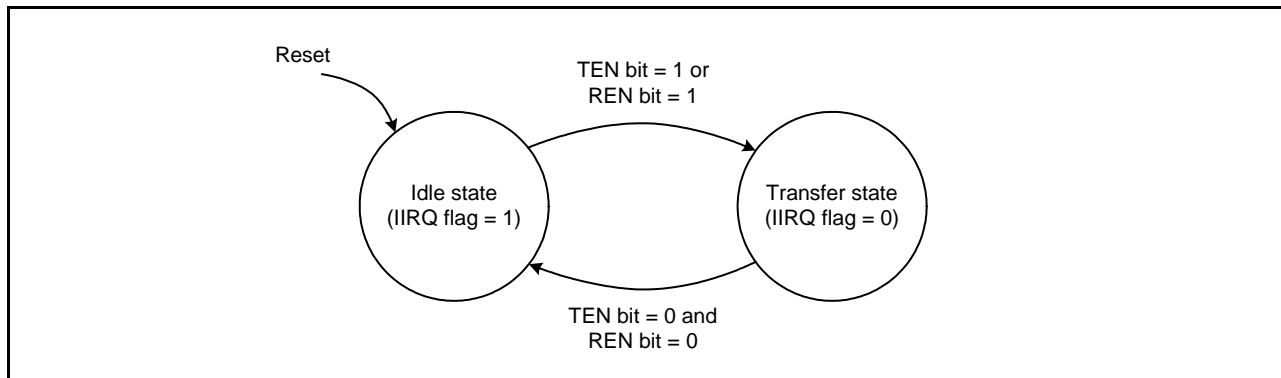 Reset
TEN bit = 1 or
REN bit = 1
Idle state
(IIRQ flag = 1)
Transfer state
(IIRQ flag = 0)
TEN bit = 0 and
REN bit = 0